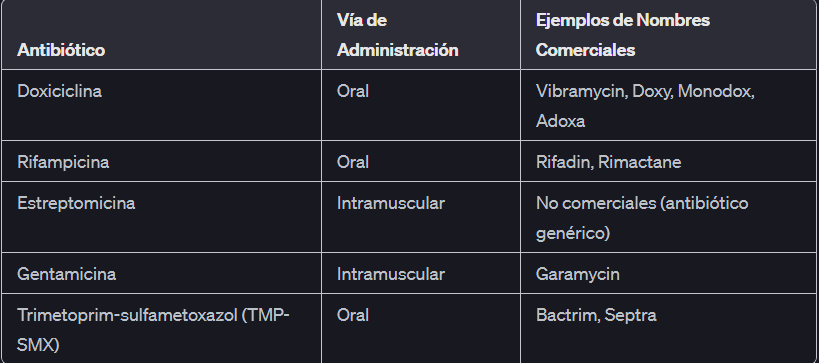 Antibiótico
Vía de
Administración
Ejemplos de Nombres
Comerciales
Doxiciclina
Oral
Vibramycin, Doxy, Monodox,
Adoxa
Rifampicina
Oral
Rifadin, Rimactane
Estreptomicina
Intramuscular
No comerciales (antibiótico
genérico)
Gentamicina
Intramuscular
Garamycin
Trimetoprim-sulfametoxazol (TMP-
SMX)
Oral
Bactrim, Septra